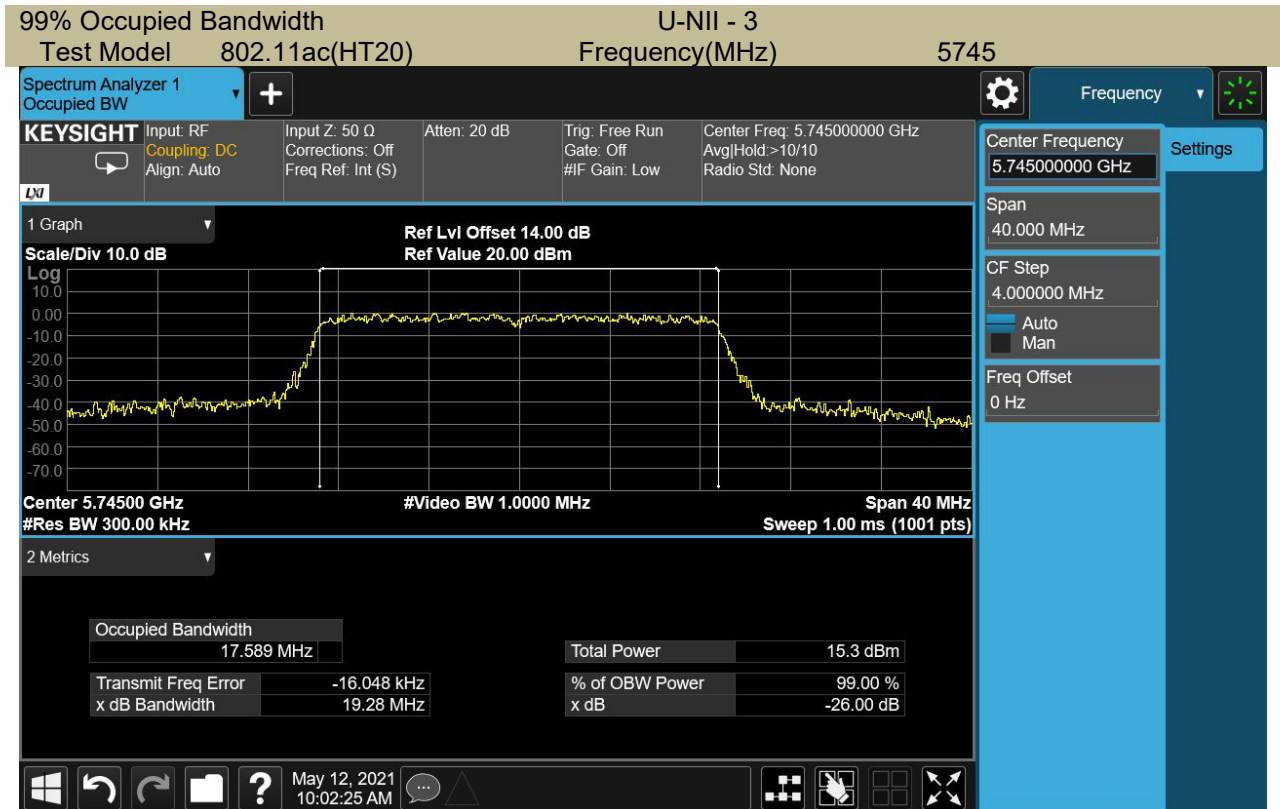 99% Occupied Bandwidth U-NII - 3
Test Model 802.11ac(HT20) Frequency(MHz) 5745
Spectrum Analyzer 1
Occupied BW
+
Frequency
KEYSIGHT
LXI
Input: RF
Coupling: DC
Align: Auto
Input Z: 50 Ω
Corrections: Off
Freq Ref: Int (S)
Atten: 20 dB
Trig: Free Run
Gate: Off
#IF Gain: Low
Center Freq: 5.745000000 GHz
Avg|Hold:>10/10
Radio Std: None
Center Frequency
5.745000000 GHz
Settings
Span
40.000 MHz
CF Step
4.000000 MHz
Auto
Man
Freq Offset
0 Hz
1 Graph
Scale/Div 10.0 dB
Ref Lvl Offset 14.00 dB
Ref Value 20.00 dBm
Log
10.0
0.00
-10.0
-20.0
-30.0
-40.0
-50.0
-60.0
-70.0
Center 5.74500 GHz #Video BW 1.0000 MHz Span 40 MHz
#Res BW 300.00 kHz Sweep 1.00 ms (1001 pts)
2 Metrics
Occupied Bandwidth
17.589 MHz
Total Power 15.3 dBm
Transmit Freq Error -16.048 kHz
% of OBW Power 99.00 %
x dB Bandwidth 19.28 MHz
x dB -26.00 dB
?
May 12, 2021
10:02:25 AM